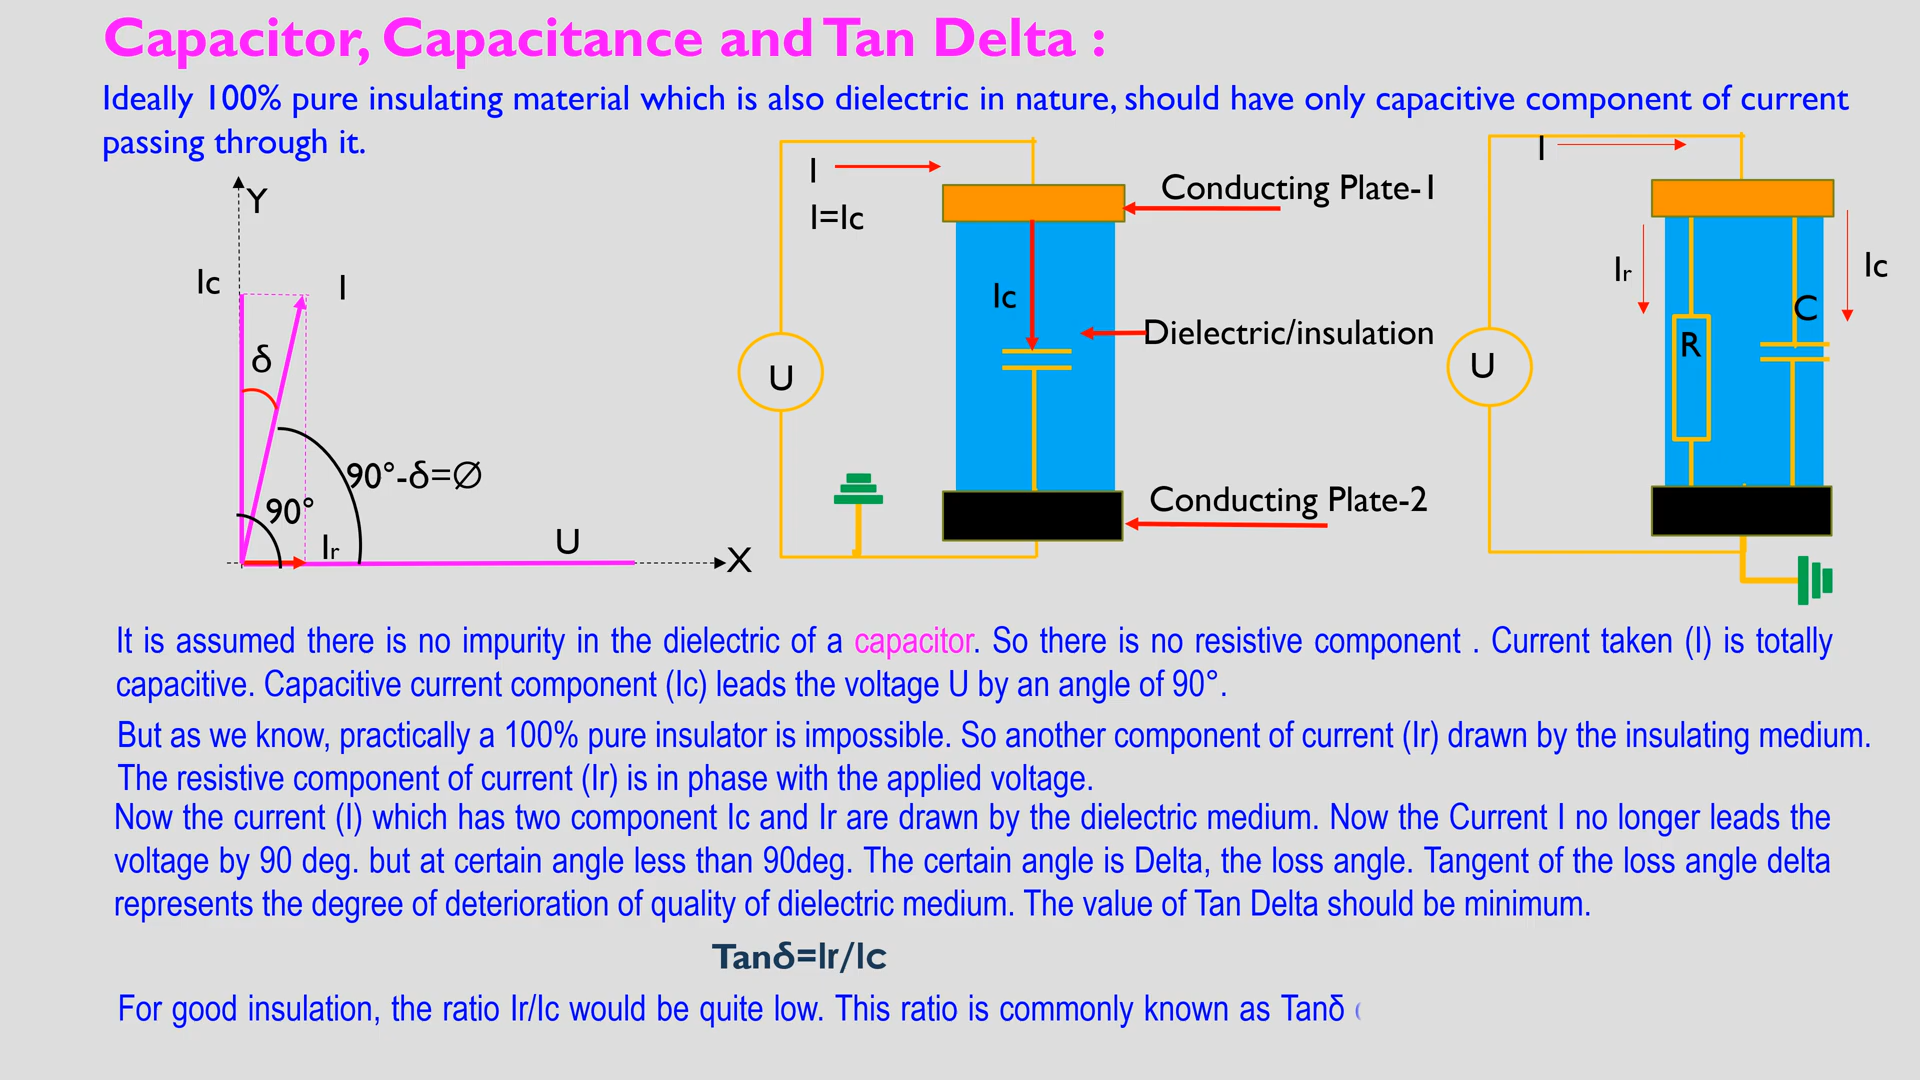 Capacitor, Capacitance and Tan Delta :
Ideally 100% pure insulating material which is also dielectric in nature, should have only capacitive component of current
passing through it.
Y
Ic
I
δ
90°-δ=∅
90°
Ir
U
X
I
I=Ic
Conducting Plate-1
Ic
Dielectric/insulation
U
Conducting Plate-2
I
Ir
Ic
C
R
U
It is assumed there is no impurity in the dielectric of a capacitor. So there is no resistive component . Current taken (I) is totally
capacitive. Capacitive current component (Ic) leads the voltage U by an angle of 90°.
But as we know, practically a 100% pure insulator is impossible. So another component of current (Ir) drawn by the insulating medium.
The resistive component of current (Ir) is in phase with the applied voltage.
Now the current (I) which has two component Ic and Ir are drawn by the dielectric medium. Now the Current I no longer leads the
voltage by 90 deg. but at certain angle less than 90deg. The certain angle is Delta, the loss angle. Tangent of the loss angle delta
represents the degree of deterioration of quality of dielectric medium. The value of Tan Delta should be minimum.
Tanδ=Ir/Ic
For good insulation, the ratio Ir/Ic would be quite low. This ratio is commonly known as Tanδ